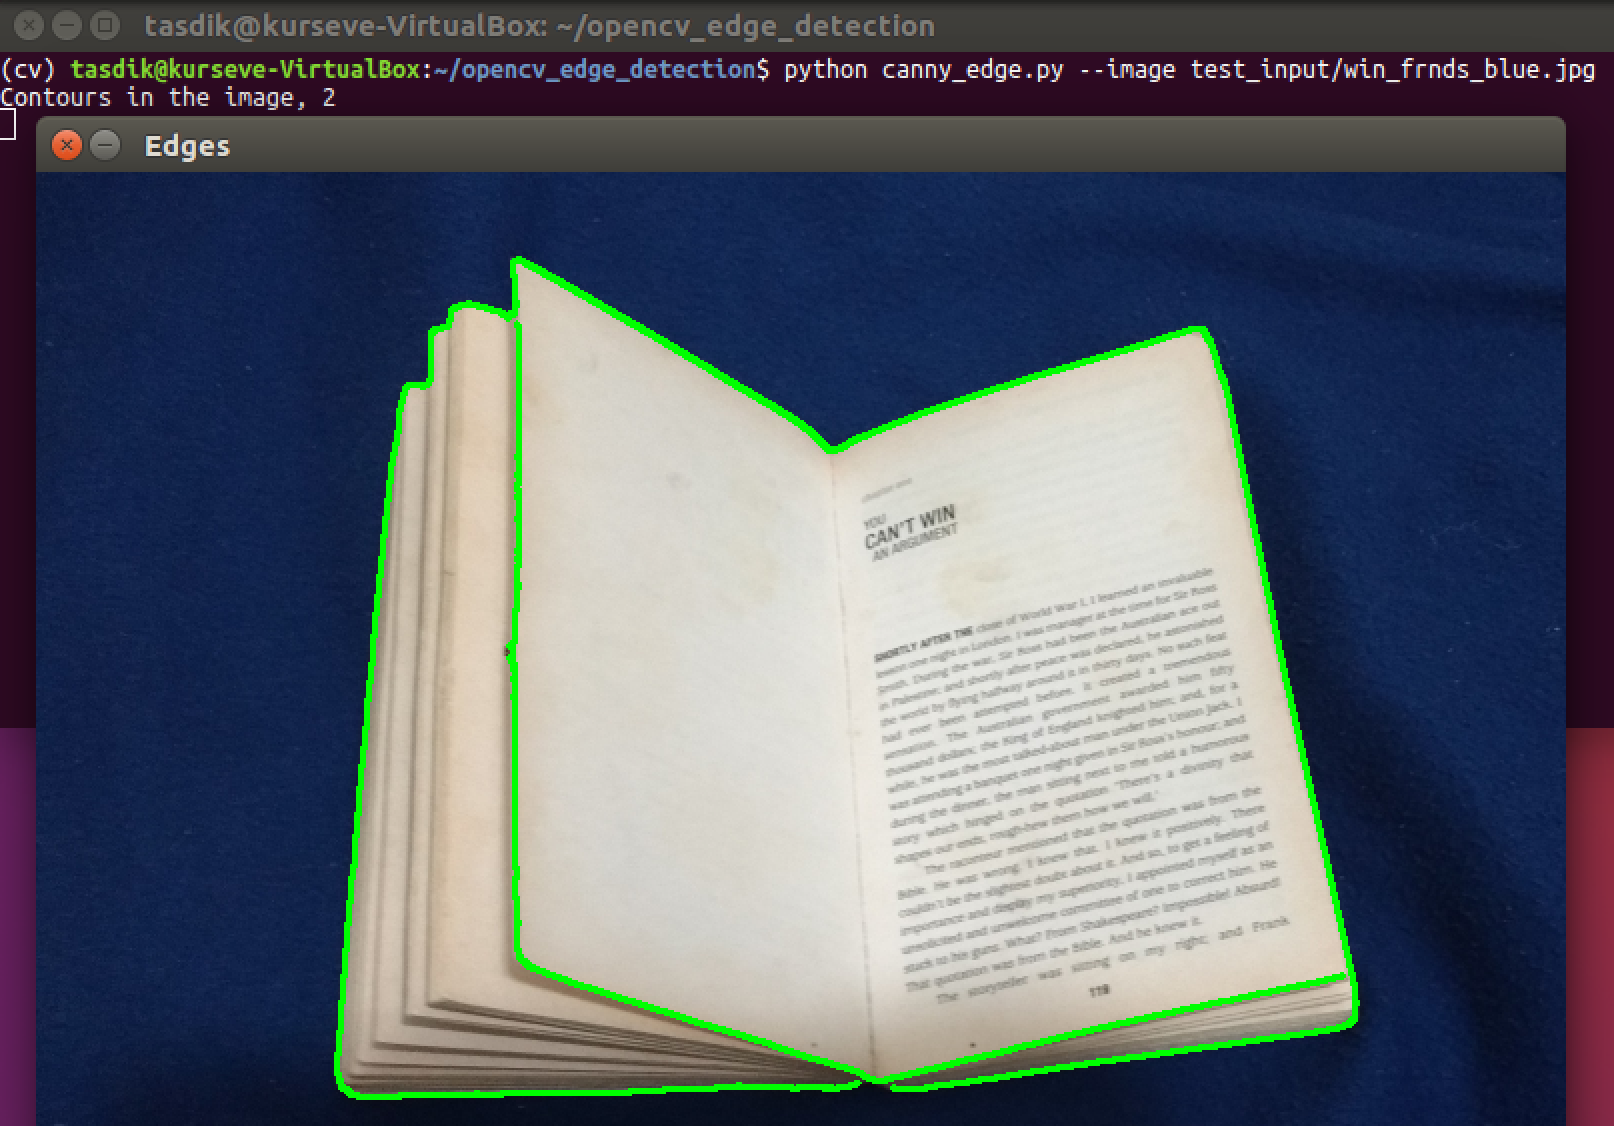 tasdik@kurseve-VirtualBox: ~/opencv_edge_detection
(cv) tasdik@kurseve-VirtualBox:~/opencv_edge_detection$ python canny_edge.py --image test_input/win_frnds_blue.jpg
Contours in the image, 2
Edges
YOU
CAN'T WIN
AN ARGUMENT
SHORTLY AFTER THE close of World War I, I learned an invaluable
lesson one night in London. I was manager at the time for Sir Ross
Smith. During the war, Sir Ross had been the Australian ace out
in Palestine; and shortly after peace was declared, he astonished
the world by flying halfway around it in thirty days. No such feat
had ever been attempted before. It created a tremendous
sensation. The Australian government awarded him fifty
thousand dollars; the King of England knighted him; and, for a
while, he was the most talked-about man under the Union Jack. I
was attending a banquet one night given in Sir Ross's honour; and
during the dinner, the man sitting next to me told a humorous
story which hinged on the quotation 'There's a divinity that
shapes our ends, rough-hew them how we will.'
The raconteur mentioned that the quotation was from the
Bible. He was wrong. I knew that. I knew it positively. There
couldn't be the slightest doubt about it. And so, to get a feeling of
importance and display my superiority, I appointed myself as an
unsolicited and unwelcome committee of one to correct him. He
stuck to his guns. What? From Shakespeare? Impossible! Absurd!
That quotation was from the Bible. And he knew it.
The storyteller was sitting on my right; and Frank